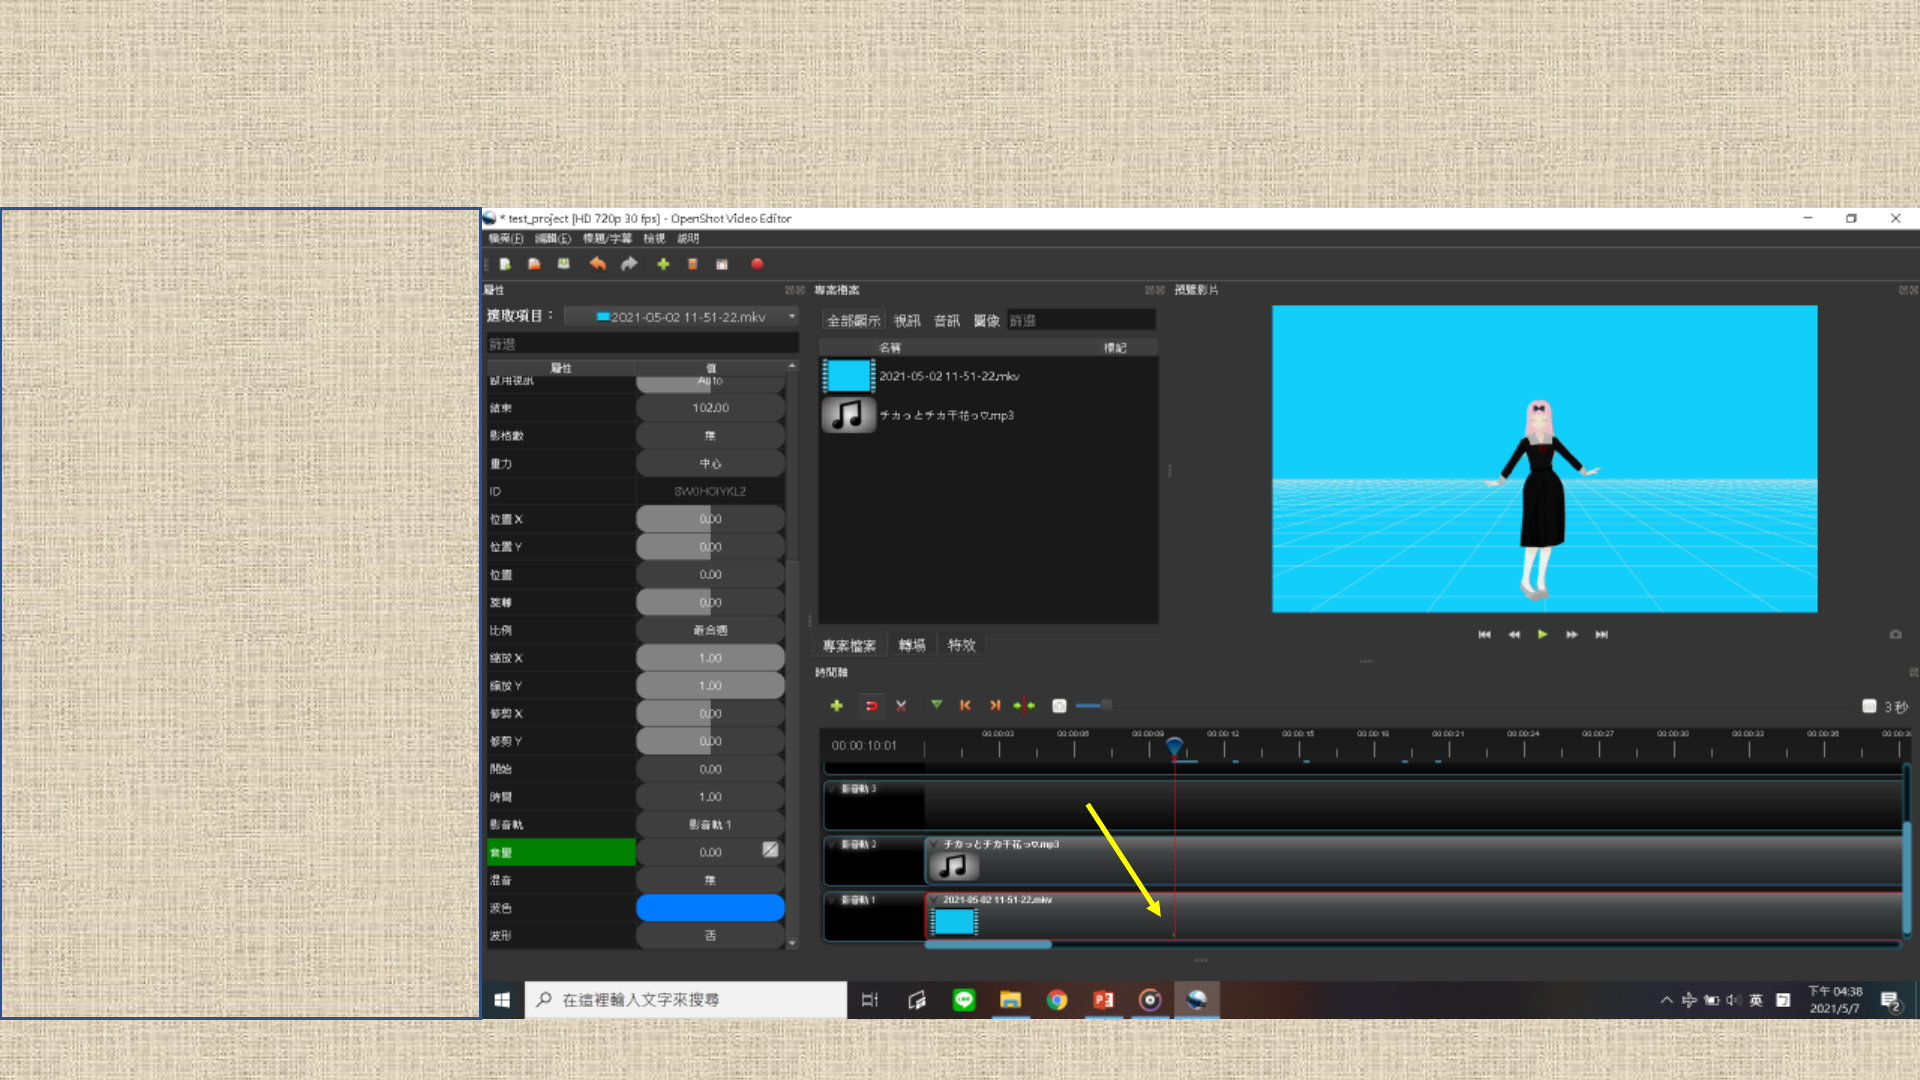 * test_project [HD 720p 30 fps] - OpenShot Video Editor
檔案(F) 編輯(E) 標題/字幕 檢視 說明
屬性
選取項目：
2021-05-02 11-51-22.mkv
篩選
屬性 值
啟用視訊 Auto
結束 102.00
影格數 無
重力 中心
ID
位置 X 0.00
位置 Y 0.00
位置 0.00
旋轉 0.00
比例 最合適
縮放 X 1.00
縮放 Y 1.00
修剪 X 0.00
修剪 Y 0.00
開始 0.00
時間 1.00
影音軌 影音軌 1
音量 0.00
混音 無
波色
波形 否
專案檔案
全部顯示 視訊 音訊 圖像 篩選
名稱 標記
2021-05-02 11-51-22.mkv
チカっとチカ千花っ♡.mp3
專案檔案 轉場 特效
預覽影片
時間軸
3 秒
00:00:10:01
00:00:03 00:00:06 00:00:09 00:00:12 00:00:15 00:00:18 00:00:21 00:00:24 00:00:27 00:00:30 00:00:33 00:00:36
影音軌 3
影音軌 2
チカっとチカ千花っ♡.mp3
影音軌 1
2021-05-02 11-51-22.mkv
在這裡輸入文字來搜尋
英
下午 04:38
2021/5/7
2